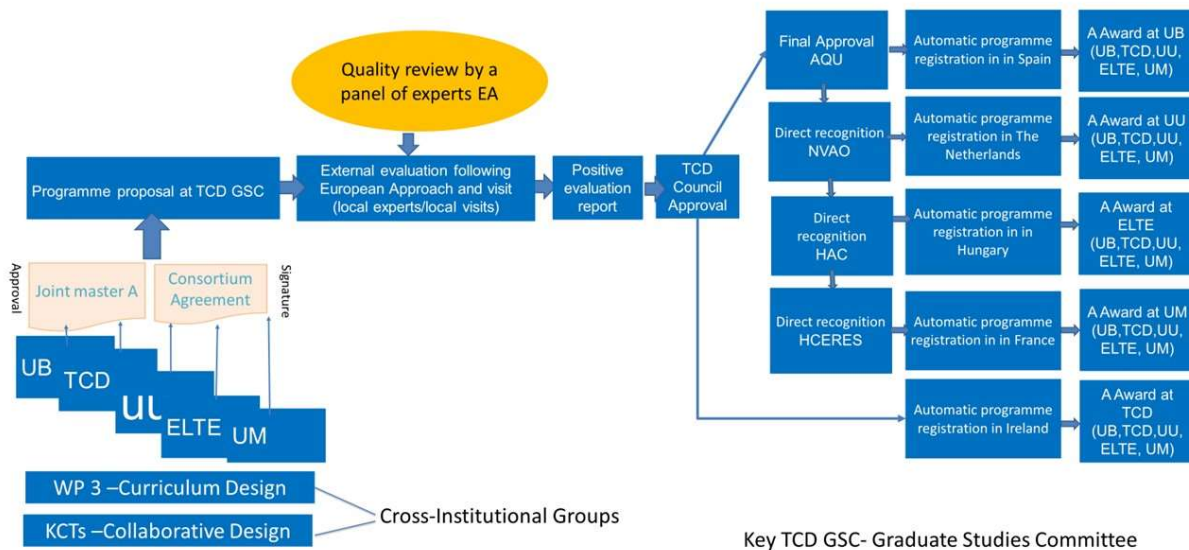 Quality review by a
panel of experts EA
Programme proposal at TCD GSC
External evaluation following
European Approach and visit
(local experts/local visits)
Positive
evaluation
report
TCD
Council
Approval
Final Approval
AQU
Automatic programme
registration in in Spain
A Award at UB
(UB,TCD,UU,
ELTE, UM)
Direct recognition
NVAO
Automatic programme
registration in The
Netherlands
A Award at UU
(UB,TCD,UU,
ELTE, UM)
Direct
recognition
HAC
Automatic programme
registration in in
Hungary
A Award at
ELTE
(UB,TCD,UU,
ELTE, UM)
Direct recognition
HCERES
Automatic programme
registration in in France
A Award at UM
(UB,TCD,UU,
ELTE, UM)
Automatic programme
registration in Ireland
A Award at
TCD
(UB,TCD,UU,
ELTE, UM)
Approval
Joint master A
Consortium
Agreement
Signature
UB
TCD
UU
ELTE
UM
WP 3 –Curriculum Design
KCTs–Collaborative Design
Cross-Institutional Groups
Key TCD GSC- Graduate Studies Committee